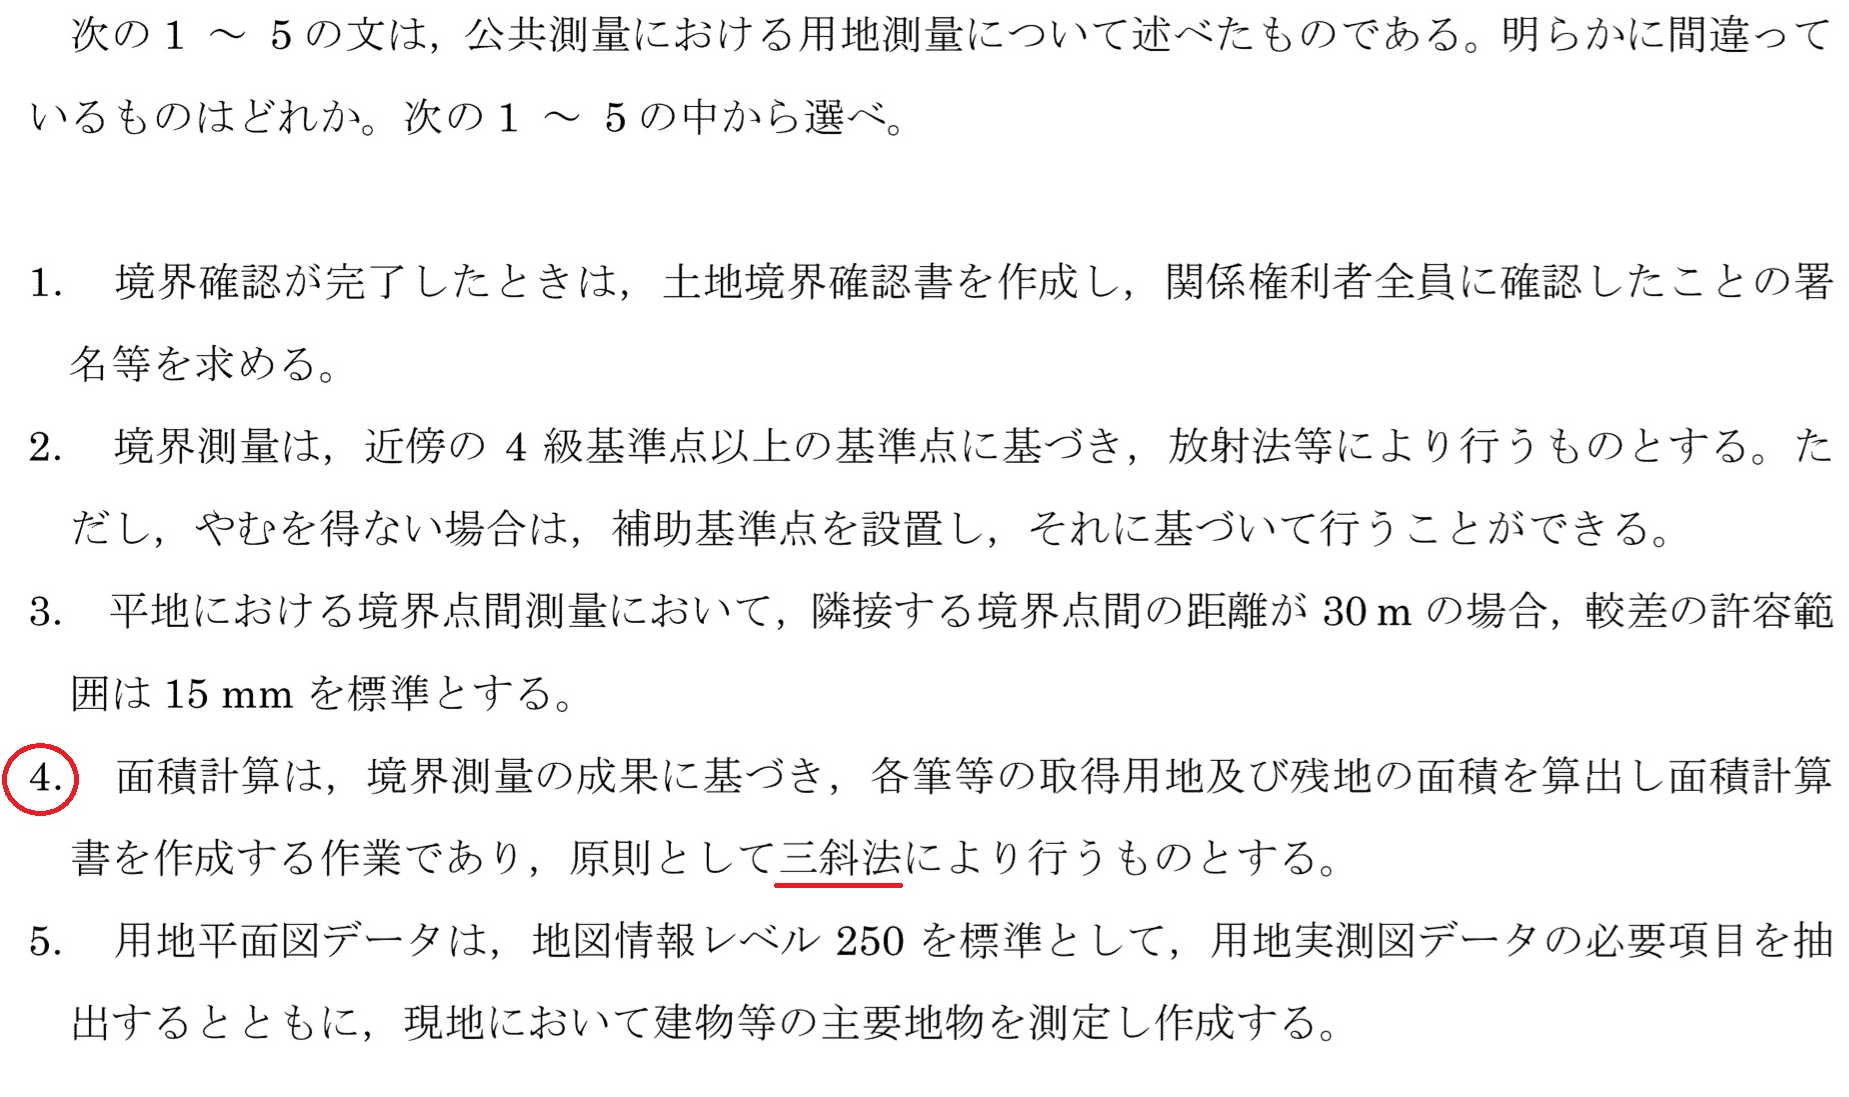 次の1 ～ 5の文は，公共測量における用地測量について述べたものである。明らかに間違って
いるものはどれか。次の1 ～ 5の中から選べ。
1. 境界確認が完了したときは，土地境界確認書を作成し，関係権利者全員に確認したことの署
名等を求める。
2. 境界測量は，近傍の 4 級基準点以上の基準点に基づき，放射法等により行うものとする。た
だし，やむを得ない場合は，補助基準点を設置し，それに基づいて行うことができる。
3. 平地における境界点間測量において，隣接する境界点間の距離が 30 m の場合，較差の許容範
囲は 15 mm を標準とする。
4. 面積計算は，境界測量の成果に基づき，各筆等の取得用地及び残地の面積を算出し面積計算
書を作成する作業であり，原則として三斜法により行うものとする。
5. 用地平面図データは，地図情報レベル 250 を標準として，用地実測図データの必要項目を抽
出するとともに，現地において建物等の主要地物を測定し作成する。